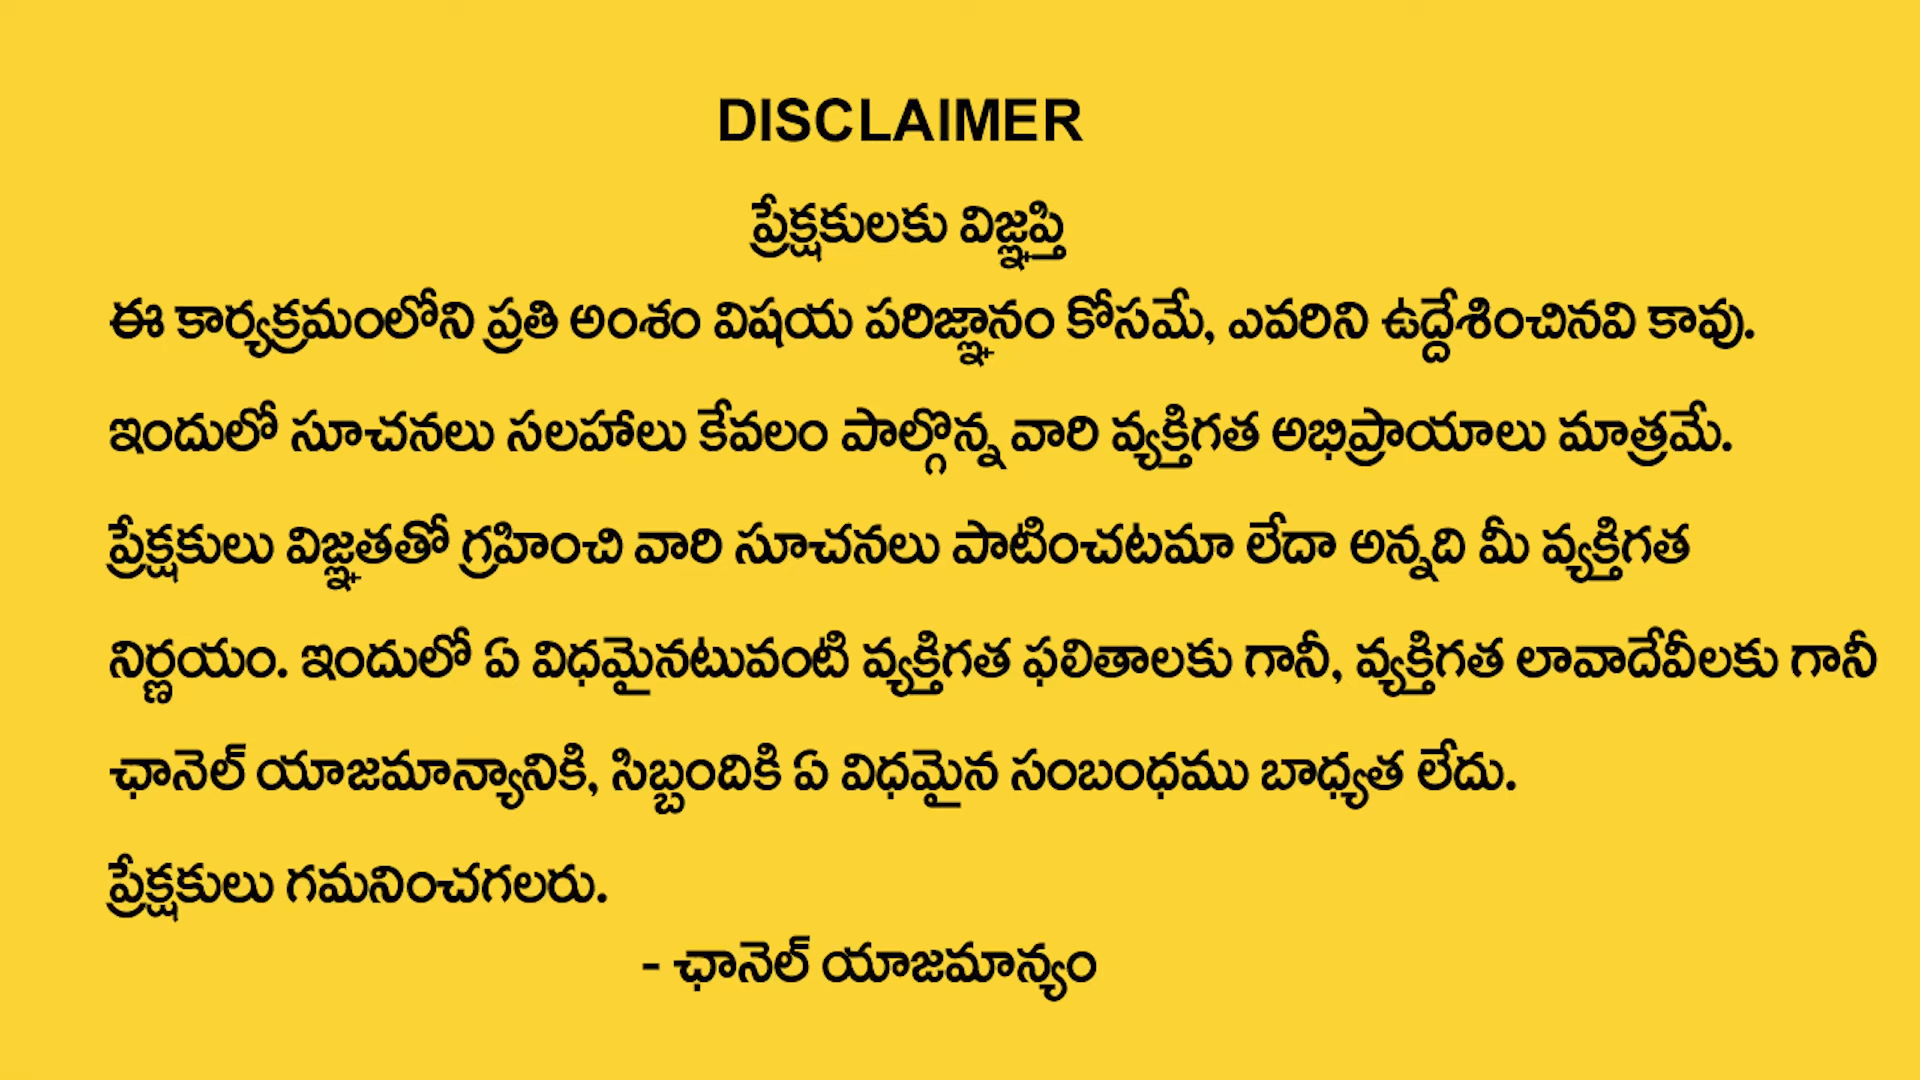 DISCLAIMER
ప్రేక్షకులకు విజ్ఞప్తి
ఈ కార్యక్రమంలోని ప్రతి అంశం విషయ పరిజ్ఞానం కోసమే, ఎవరిని ఉద్దేశించినవి కావు.
ఇందులో సూచనలు సలహాలు కేవలం పాల్గొన్న వారి వ్యక్తిగత అభిప్రాయాలు మాత్రమే.
ప్రేక్షకులు విజ్ఞతతో గ్రహించి వారి సూచనలు పాటించటమా లేదా అన్నది మీ వ్యక్తిగత
నిర్ణయం. ఇందులో ఏ విధమైనటువంటి వ్యక్తిగత ఫలితాలకు గానీ, వ్యక్తిగత లావాదేవీలకు గానీ
ఛానెల్ యాజమాన్యానికి, సిబ్బందికి ఏ విధమైన సంబంధము బాధ్యత లేదు.
ప్రేక్షకులు గమనించగలరు.
- ఛానెల్ యాజమాన్యం